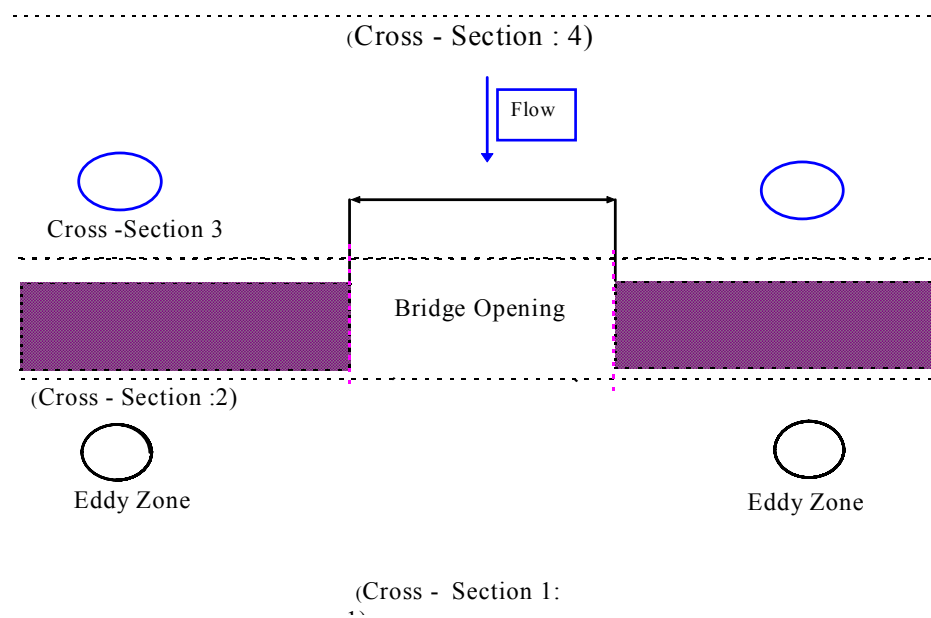 (Cross - Section : 4)
Flow
Cross -Section 3
Bridge Opening
(Cross - Section :2)
Eddy Zone
Eddy Zone
(Cross - Section 1: